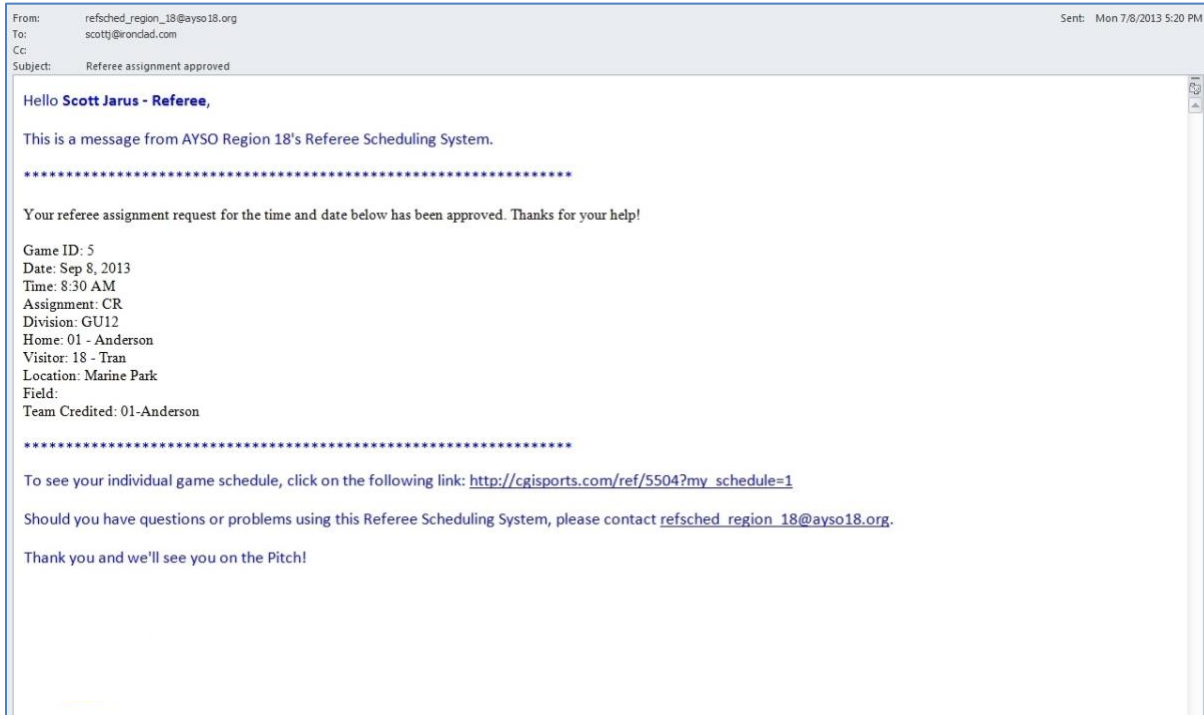 From: refsched_region_18@ayso18.org Sent: Mon 7/8/2013 5:20 PM
To: scottj@ironclad.com
Cc:
Subject: Referee assignment approved
Hello Scott Jarus - Referee,
This is a message from AYSO Region 18's Referee Scheduling System.
*****************************************************************
Your referee assignment request for the time and date below has been approved. Thanks for your help!
Game ID: 5
Date: Sep 8, 2013
Time: 8:30 AM
Assignment: CR
Division: GU12
Home: 01 - Anderson
Visitor: 18 - Tran
Location: Marine Park
Field:
Team Credited: 01-Anderson
*****************************************************************
To see your individual game schedule, click on the following link: http://cgisports.com/ref/5504?my_schedule=1
Should you have questions or problems using this Referee Scheduling System, please contact refsched_region_18@ayso18.org.
Thank you and we'll see you on the Pitch!